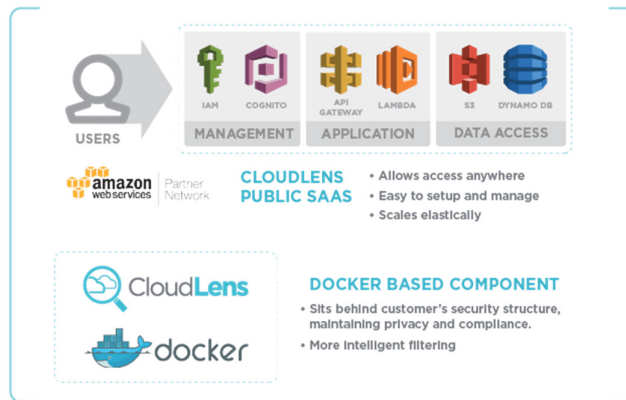 USERS
IAM
COGNITO
API
GATEWAY
LAMBDA
S3
DYNAMO DB
MANAGEMENT
APPLICATION
DATA ACCESS
amazon
web services
Partner
Network
CLOUDLENS
PUBLIC SAAS
• Allows access anywhere
• Easy to setup and manage
• Scales elastically
CloudLens
docker
DOCKER BASED COMPONENT
• Sits behind customer's security structure,
maintaining privacy and compliance.
• More intelligent filtering